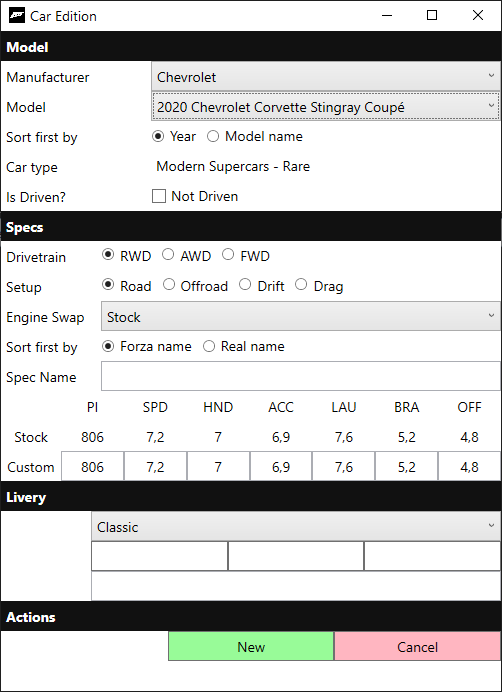 Car Edition
Model
Manufacturer Chevrolet
Model 2020 Chevrolet Corvette Stingray Coupé
Sort first by Year Model name
Car type Modern Supercars - Rare
Is Driven? Not Driven
Specs
Drivetrain RWD AWD FWD
Setup Road Offroad Drift Drag
Engine Swap Stock
Sort first by Forza name Real name
Spec Name
PI SPD HND ACC LAU BRA OFF
Stock 806 7,2 7 6,9 7,6 5,2 4,8
Custom 806 7,2 7 6,9 7,6 5,2 4,8
Livery
Classic
Actions
New Cancel